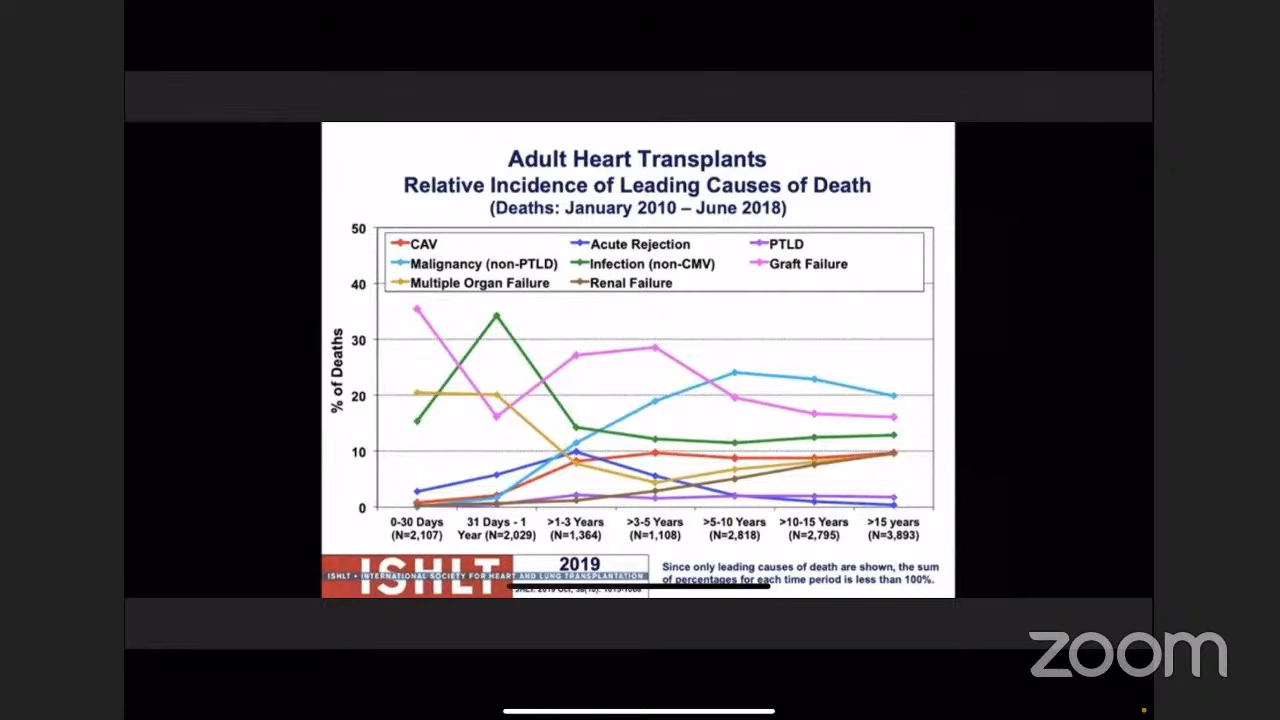 Adult Heart Transplants
Relative Incidence of Leading Causes of Death
(Deaths: January 2010 – June 2018)
CAV
Acute Rejection
PTLD
Malignancy (non-PTLD)
Infection (non-CMV)
Graft Failure
Multiple Organ Failure
Renal Failure
% of Deaths
50
40
30
20
10
0
0-30 Days
(N=2,107)
31 Days - 1
Year (N=2,029)
>1-3 Years
(N=1,364)
>3-5 Years
(N=1,108)
>5-10 Years
(N=2,818)
>10-15 Years
(N=2,795)
>15 years
(N=3,893)
ISHLT
ISHLT • INTERNATIONAL SOCIETY FOR HEART AND LUNG TRANSPLANTATION
2019
Since only leading causes of death are shown, the sum
of percentages for each time period is less than 100%.
zoom